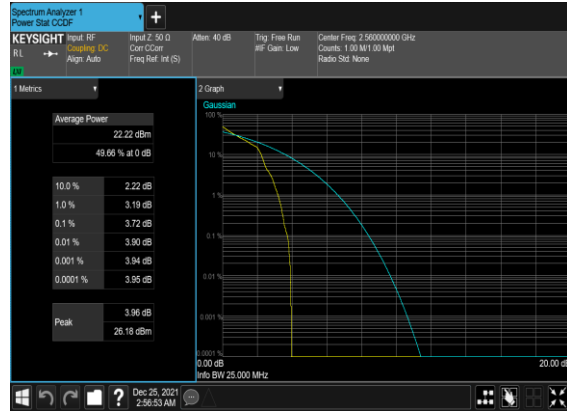 Spectrum Analyzer 1
Power Stat CCDF
+
KEYSIGHT
RL
Input: RF
Coupling: DC
Align: Auto
Input Z: 50 Ω
Corr CCorr
Freq Ref: Int (S)
Atten: 40 dB
Trig: Free Run
#IF Gain: Low
Center Freq: 2.560000000 GHz
Counts: 1.00 M/1.00 Mpt
Radio Std: None
1 Metrics
Average Power
22.22 dBm
49.66 % at 0 dB
10.0 % 2.22 dB
1.0 % 3.19 dB
0.1 % 3.72 dB
0.01 % 3.90 dB
0.001 % 3.94 dB
0.0001 % 3.95 dB
Peak
3.96 dB
26.18 dBm
2 Graph
Gaussian
100 %
10 %
1 %
0.1 %
0.01 %
0.001 %
0.0001 %
0.00 dB
20.00 dB
Info BW 25.000 MHz
?
Dec 25, 2021
2:56:53 AM